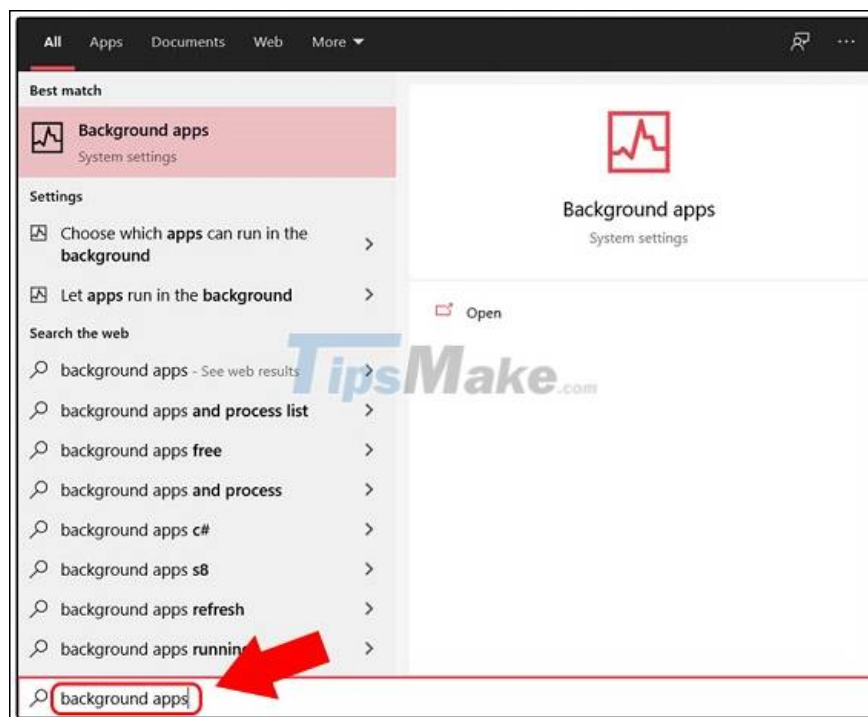 All Apps Documents Web More
Best match
Background apps
System settings
Settings
Choose which apps can run in the
background
Let apps run in the background
Search the web
background apps - See web results
background apps and process list
background apps free
background apps and process
background apps c#
background apps s8
background apps refresh
background apps running
background apps
Background apps
System settings
Open
TipsMake.com